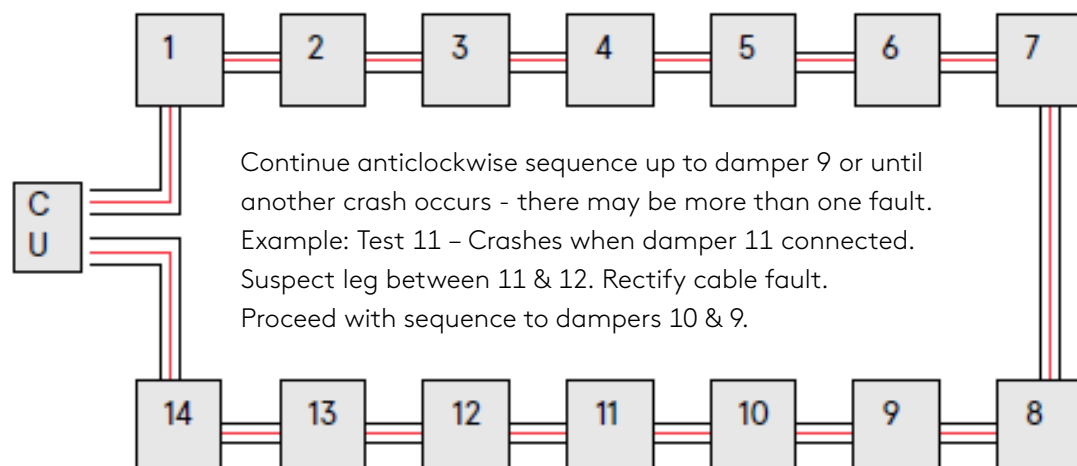 1 2 3 4 5 6 7
Continue anticlockwise sequence up to damper 9 or until
another crash occurs - there may be more than one fault.
Example: Test 11 – Crashes when damper 11 connected.
Suspect leg between 11 & 12. Rectify cable fault.
Proceed with sequence to dampers 10 & 9.
C
U
14 13 12 11 10 9 8